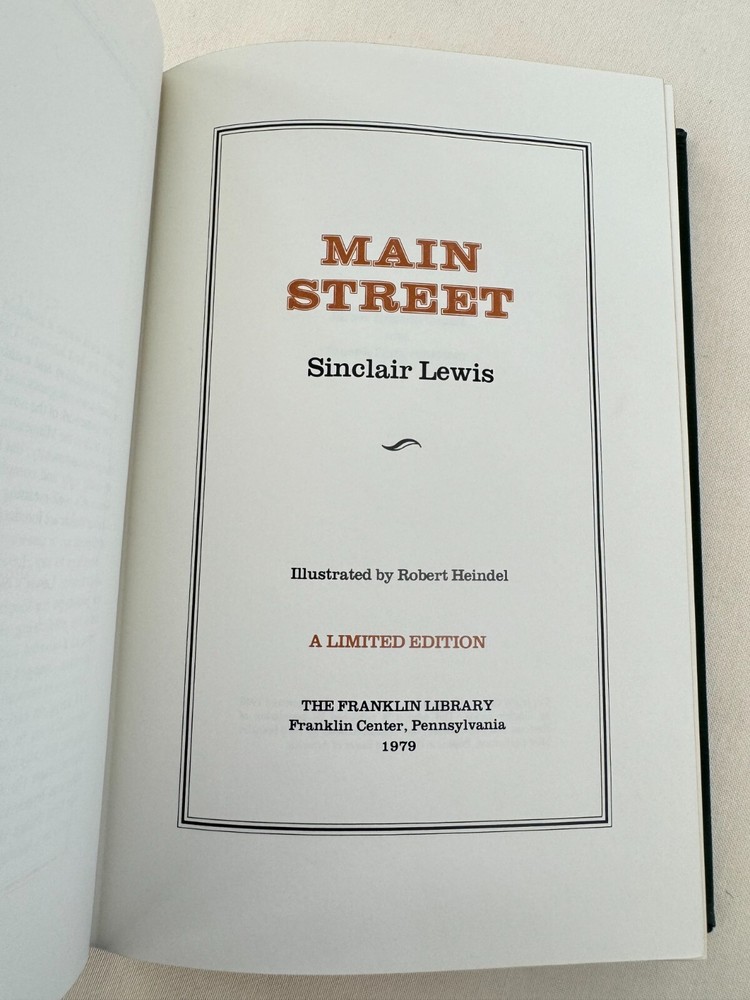 MAIN
STREET
Sinclair Lewis
Illustrated by Robert Heindel
A LIMITED EDITION
THE FRANKLIN LIBRARY
Franklin Center, Pennsylvania
1979